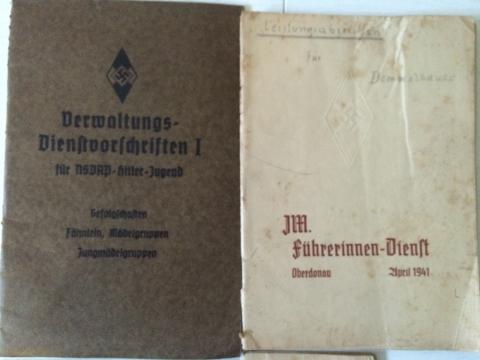 Verwaltungs-
Dienstvorschriften I
für NSDAP-Hitler-Jugend
Gefolgschaften
Fähnlein, Mädelgruppen
Jungmädelgruppen
für
JM.
Führerinnen-Dienst
Oberdonau April 1941